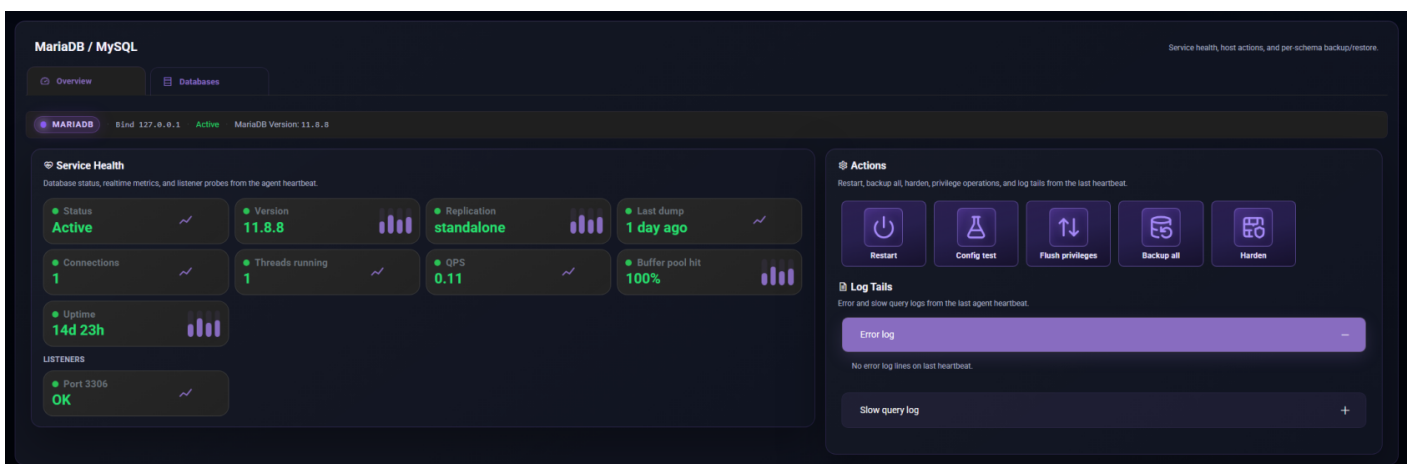 MariaDB / MySQL
Service health, host actions, and per-schema backup/restore.
Overview
Databases
MARIADB Bind 127.0.0.1 Active MariaDB Version: 11.8.8
Service Health
Database status, realtime metrics, and listener probes from the agent heartbeat.
Status
Active
Version
11.8.8
Replication
standalone
Last dump
1 day ago
Connections
1
Threads running
1
QPS
0.11
Buffer pool hit
100%
Uptime
14d 23h
LISTENERS
Port 3306
OK
Actions
Restart, backup all, harden, privilege operations, and log tails from the last heartbeat.
Restart
Config test
Flush privileges
Backup all
Harden
Log Tails
Error and slow query logs from the last agent heartbeat.
Error log
No error log lines on last heartbeat.
Slow query log